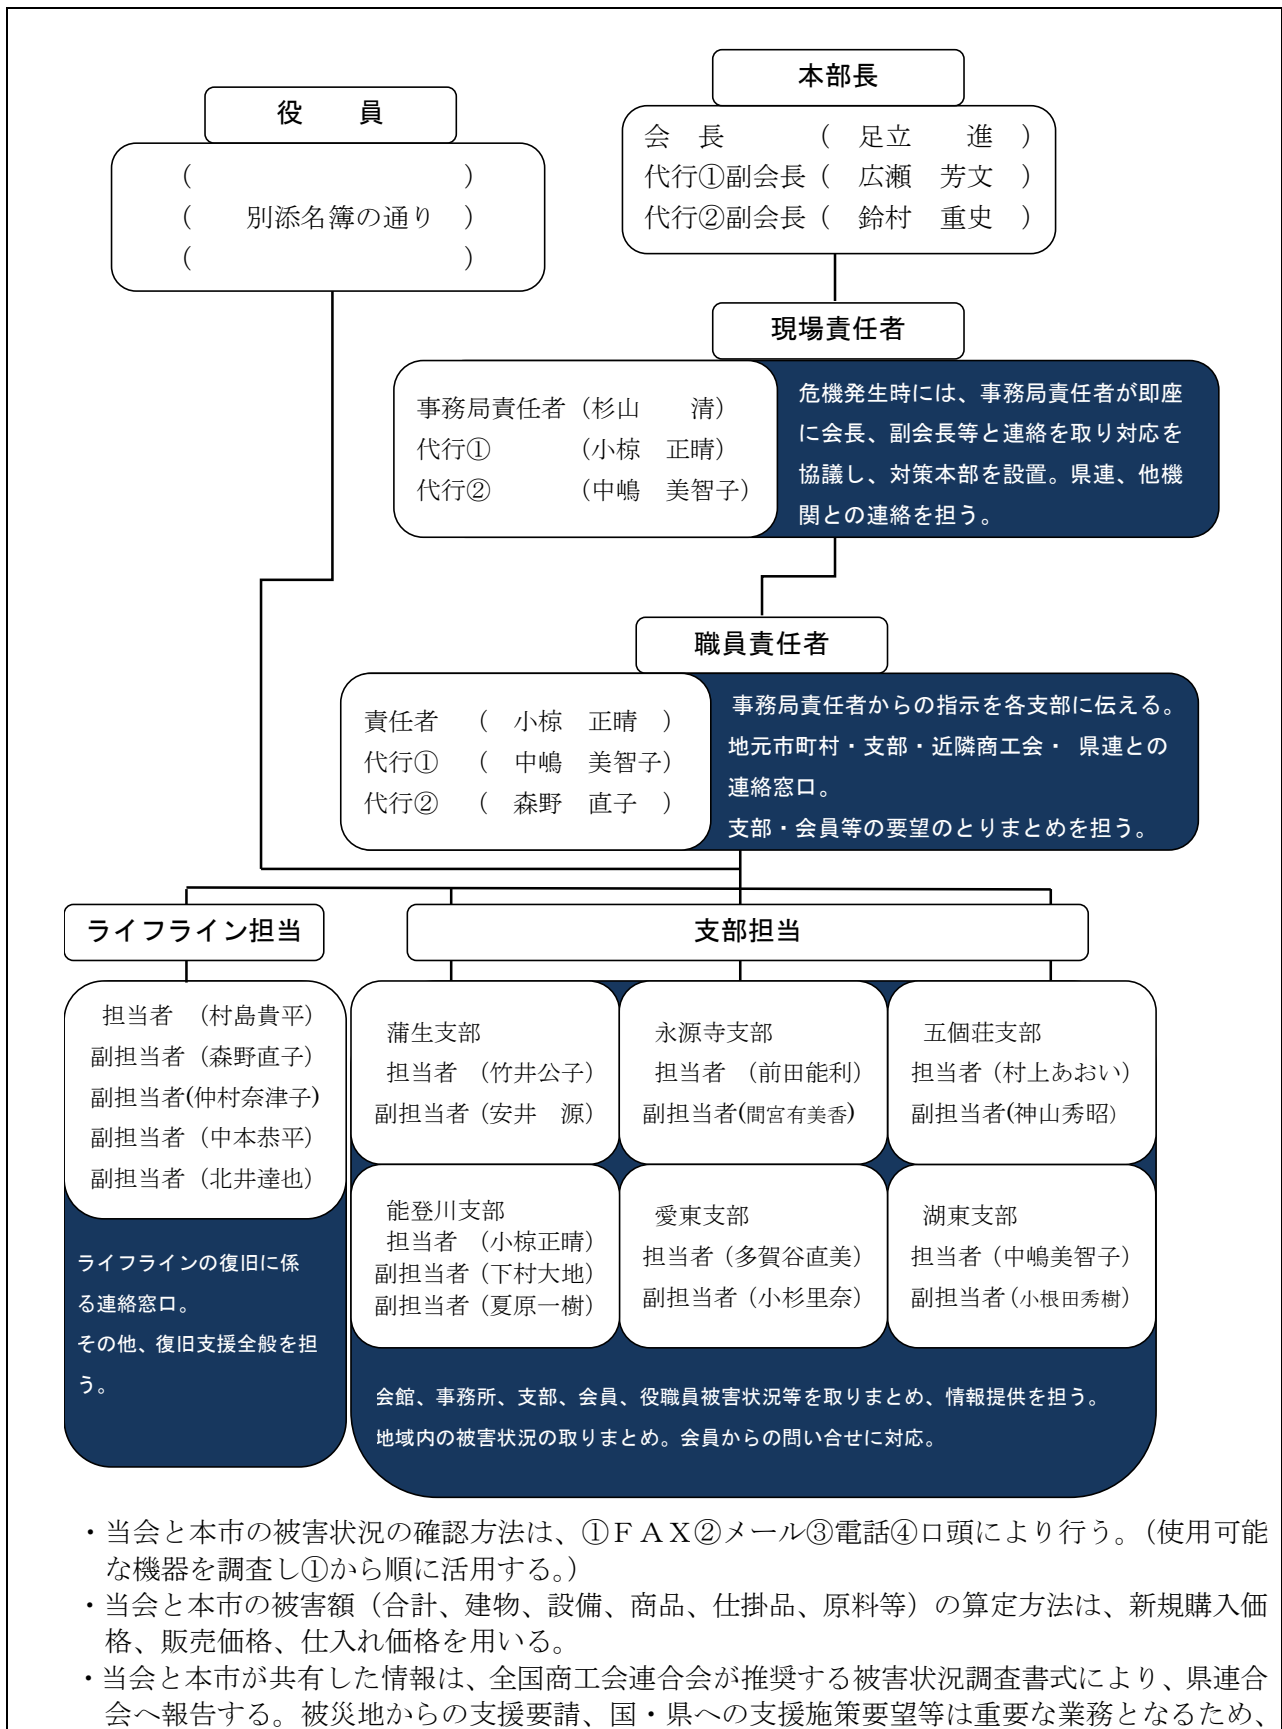 本部長
会　長　　　（　足立　　進　）
代行①副会長（　広瀬　芳文　）
代行②副会長（　鈴村　重史　）
役　　員
（　　　　　　　　　　）
（　　別添名簿の通り　）
（　　　　　　　　　　）
現場責任者
事務局責任者（杉山　　清）
代行①　　　（小椋　正晴）
代行②　　　（中嶋　美智子）
危機発生時には、事務局責任者が即座
に会長、副会長等と連絡を取り対応を
協議し、対策本部を設置。県連、他機
関との連絡を担う。
職員責任者
責任者　（　小椋　正晴　）
代行①　（　中嶋　美智子）
代行②　（　森野　直子　）
事務局責任者からの指示を各支部に伝える。
地元市町村・支部・近隣商工会・　県連との
連絡窓口。
支部・会員等の要望のとりまとめを担う。
ライフライン担当
担当者　（村島貴平）
副担当者（森野直子）
副担当者(仲村奈津子)
副担当者（中本恭平）
副担当者（北井達也）
ライフラインの復旧に係
る連絡窓口。
その他、復旧支援全般を担
う。
支部担当
蒲生支部
担当者　（竹井公子）
副担当者（安井　源）
永源寺支部
担当者　（前田能利）
副担当者(間宮有美香)
五個荘支部
担当者（村上あおい）
副担当者(神山秀昭）
能登川支部
担当者　（小椋正晴）
副担当者（下村大地）
副担当者（夏原一樹）
愛東支部
担当者（多賀谷直美）
副担当者（小杉里奈）
湖東支部
担当者（中嶋美智子）
副担当者（小根田秀樹）
会館、事務所、支部、会員、役職員被害状況等を取りまとめ、情報提供を担う。
地域内の被害状況の取りまとめ。会員からの問い合せに対応。
・当会と本市の被害状況の確認方法は、①ＦＡＸ②メール③電話④口頭により行う。（使用可能
な機器を調査し①から順に活用する。）
・当会と本市の被害額（合計、建物、設備、商品、仕掛品、原料等）の算定方法は、新規購入価
格、販売価格、仕入れ価格を用いる。
・当会と本市が共有した情報は、全国商工会連合会が推奨する被害状況調査書式により、県連合
会へ報告する。被災地からの支援要請、国・県への支援施策要望等は重要な業務となるため、